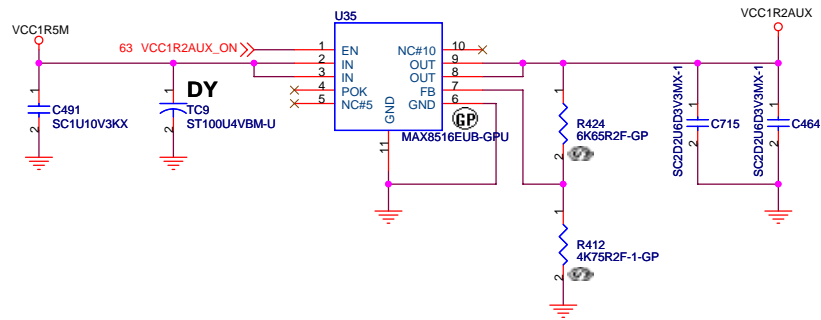 U35
VCC1R5M
VCC1R2AUX
63 VCC1R2AUX_ON
1 EN
2 IN
3 IN
4 POK
5 NC#5
NC#10 10
OUT 9
OUT 8
FB 7
GND 6
GND
11
GP
MAX8516EUB-GPU
1
C491
SC1U10V3KX
2
DY
1
TC9
ST100U4VBM-U
2
1
R424
6K65R2F-GP
2
1
R412
4K75R2F-1-GP
2
SC2D2U6D3V3MX-1
1
C715
2
SC2D2U6D3V3MX-1
1
C464
2